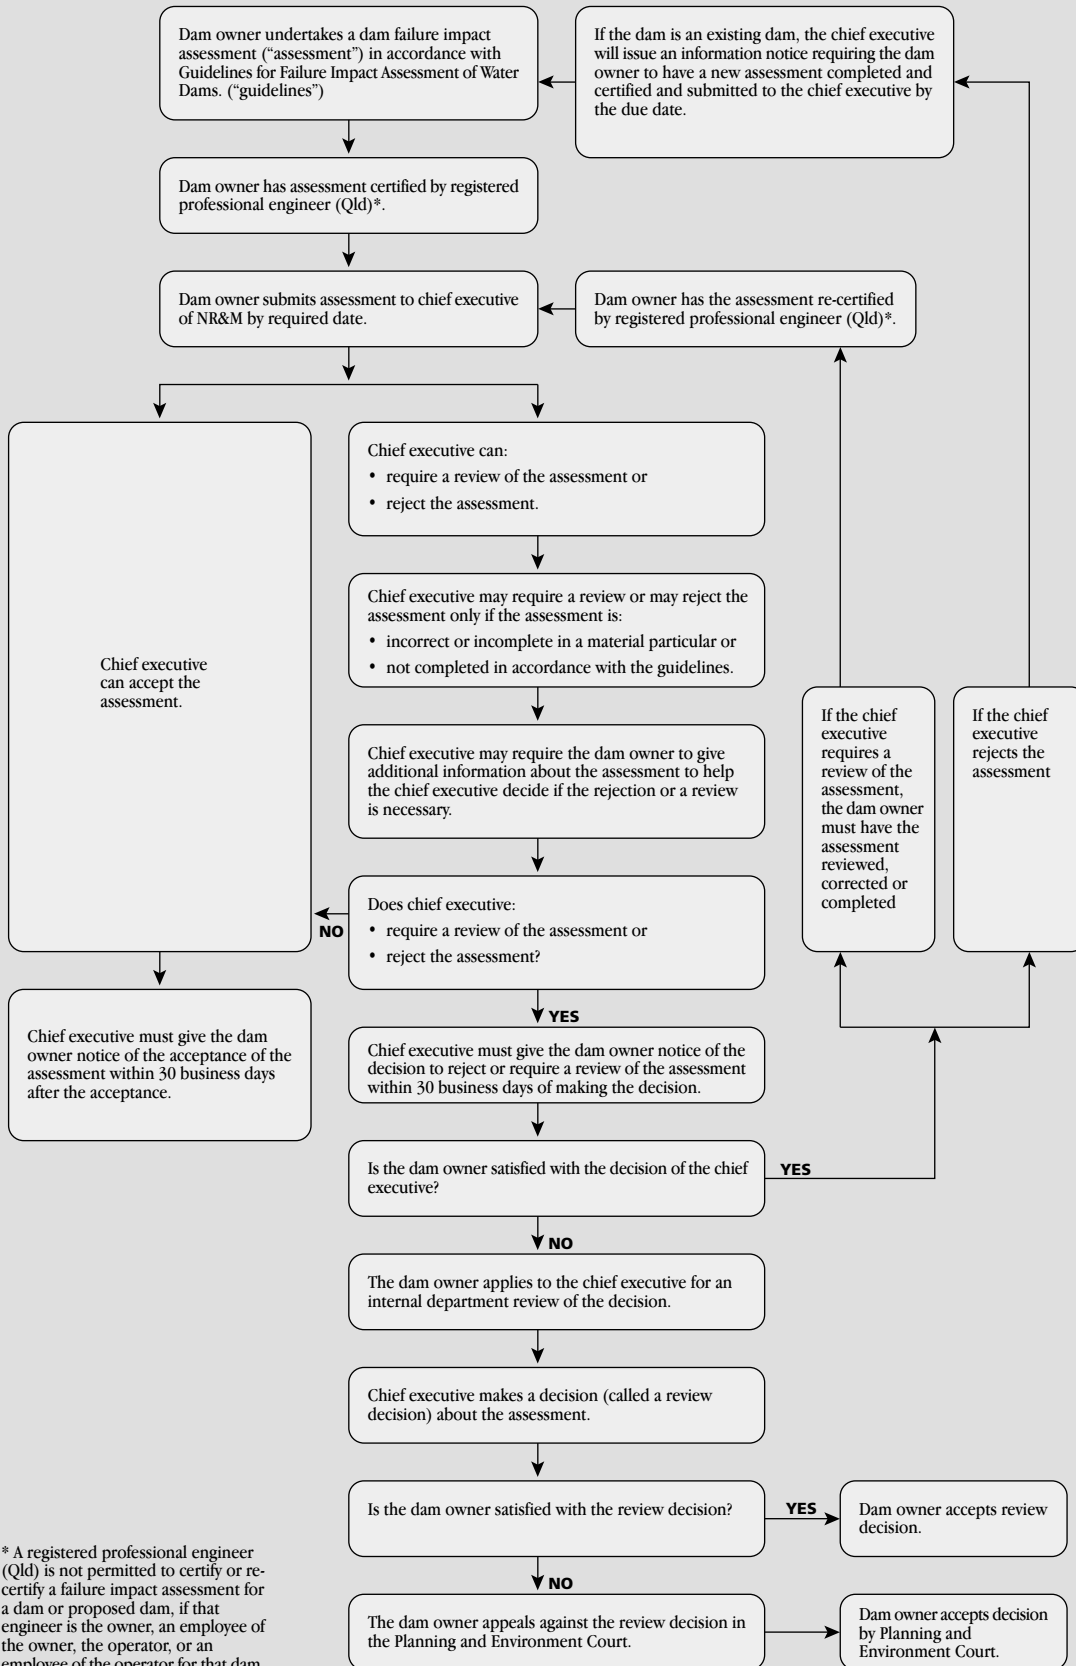 Dam owner undertakes a dam failure impact
assessment (“assessment”) in accordance with
Guidelines for Failure Impact Assessment of Water
Dams. (“guidelines”)
If the dam is an existing dam, the chief executive
will issue an information notice requiring the dam
owner to have a new assessment completed and
certified and submitted to the chief executive by
the due date.
Dam owner has assessment certified by registered
professional engineer (Qld)*.
Dam owner submits assessment to chief executive
of NR&M by required date.
Dam owner has the assessment re-certified
by registered professional engineer (Qld)*.
Chief executive
can accept the
assessment.
Chief executive can:
• require a review of the assessment or
• reject the assessment.
Chief executive may require a review or may reject the
assessment only if the assessment is:
• incorrect or incomplete in a material particular or
• not completed in accordance with the guidelines.
Chief executive may require the dam owner to give
additional information about the assessment to help
the chief executive decide if the rejection or a review
is necessary.
If the chief
executive
requires a
review of the
assessment,
the dam owner
must have the
assessment
reviewed,
corrected or
completed
If the chief
executive
rejects the
assessment
Does chief executive:
• require a review of the assessment or
• reject the assessment?
NO
YES
Chief executive must give the dam
owner notice of the acceptance of the
assessment within 30 business days
after the acceptance.
Chief executive must give the dam owner notice of the
decision to reject or require a review of the assessment
within 30 business days of making the decision.
Is the dam owner satisfied with the decision of the chief
executive?
YES
NO
The dam owner applies to the chief executive for an
internal department review of the decision.
Chief executive makes a decision (called a review
decision) about the assessment.
Is the dam owner satisfied with the review decision?
YES
Dam owner accepts review
decision.
NO
The dam owner appeals against the review decision in
the Planning and Environment Court.
Dam owner accepts decision
by Planning and
Environment Court.
* A registered professional engineer
(Qld) is not permitted to certify or re-
certify a failure impact assessment for
a dam or proposed dam, if that
engineer is the owner, an employee of
the owner, the operator, or an
employee of the operator for that dam